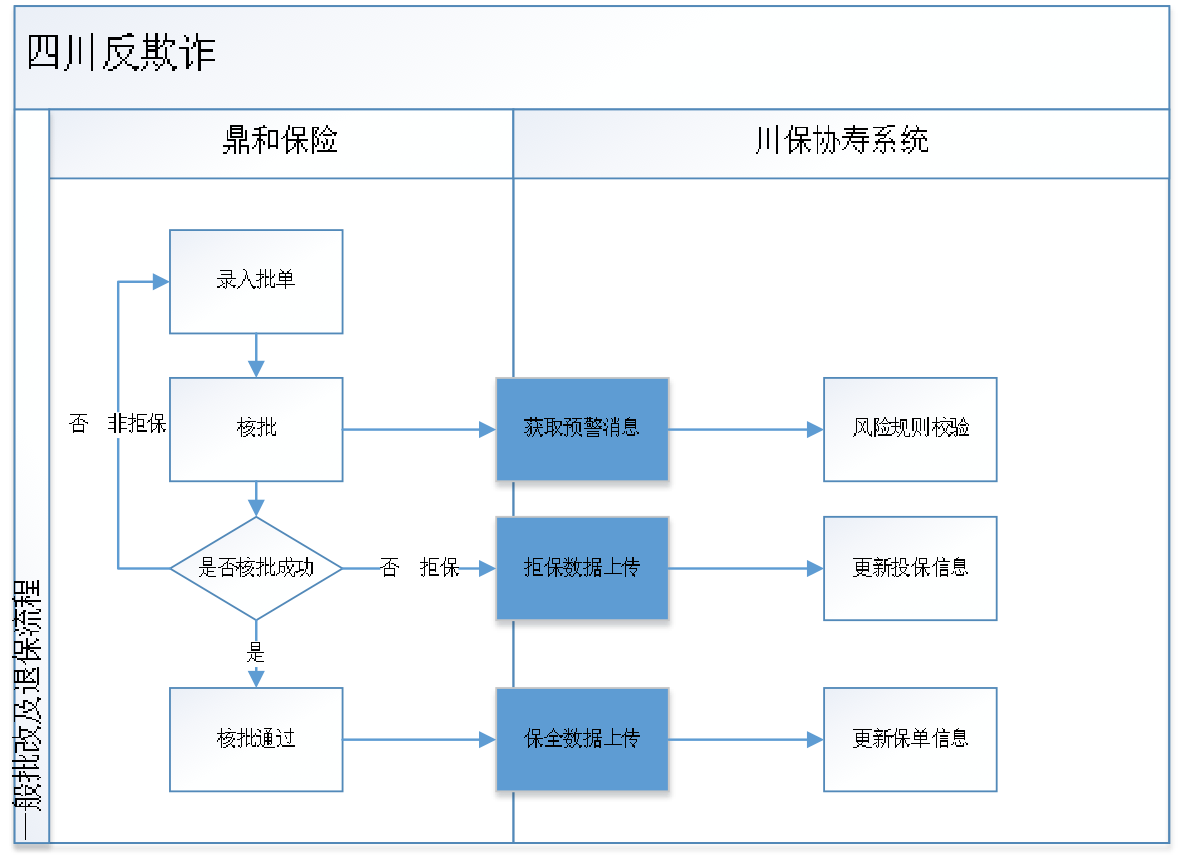 四川反欺诈
鼎和保险
川保协寿系统
录入批单
否 非拒保
核批
获取预警消息
风险规则校验
是否核批成功
否 拒保
拒保数据上传
更新投保信息
是
核批通过
保全数据上传
更新保单信息
一般批改及退保流程